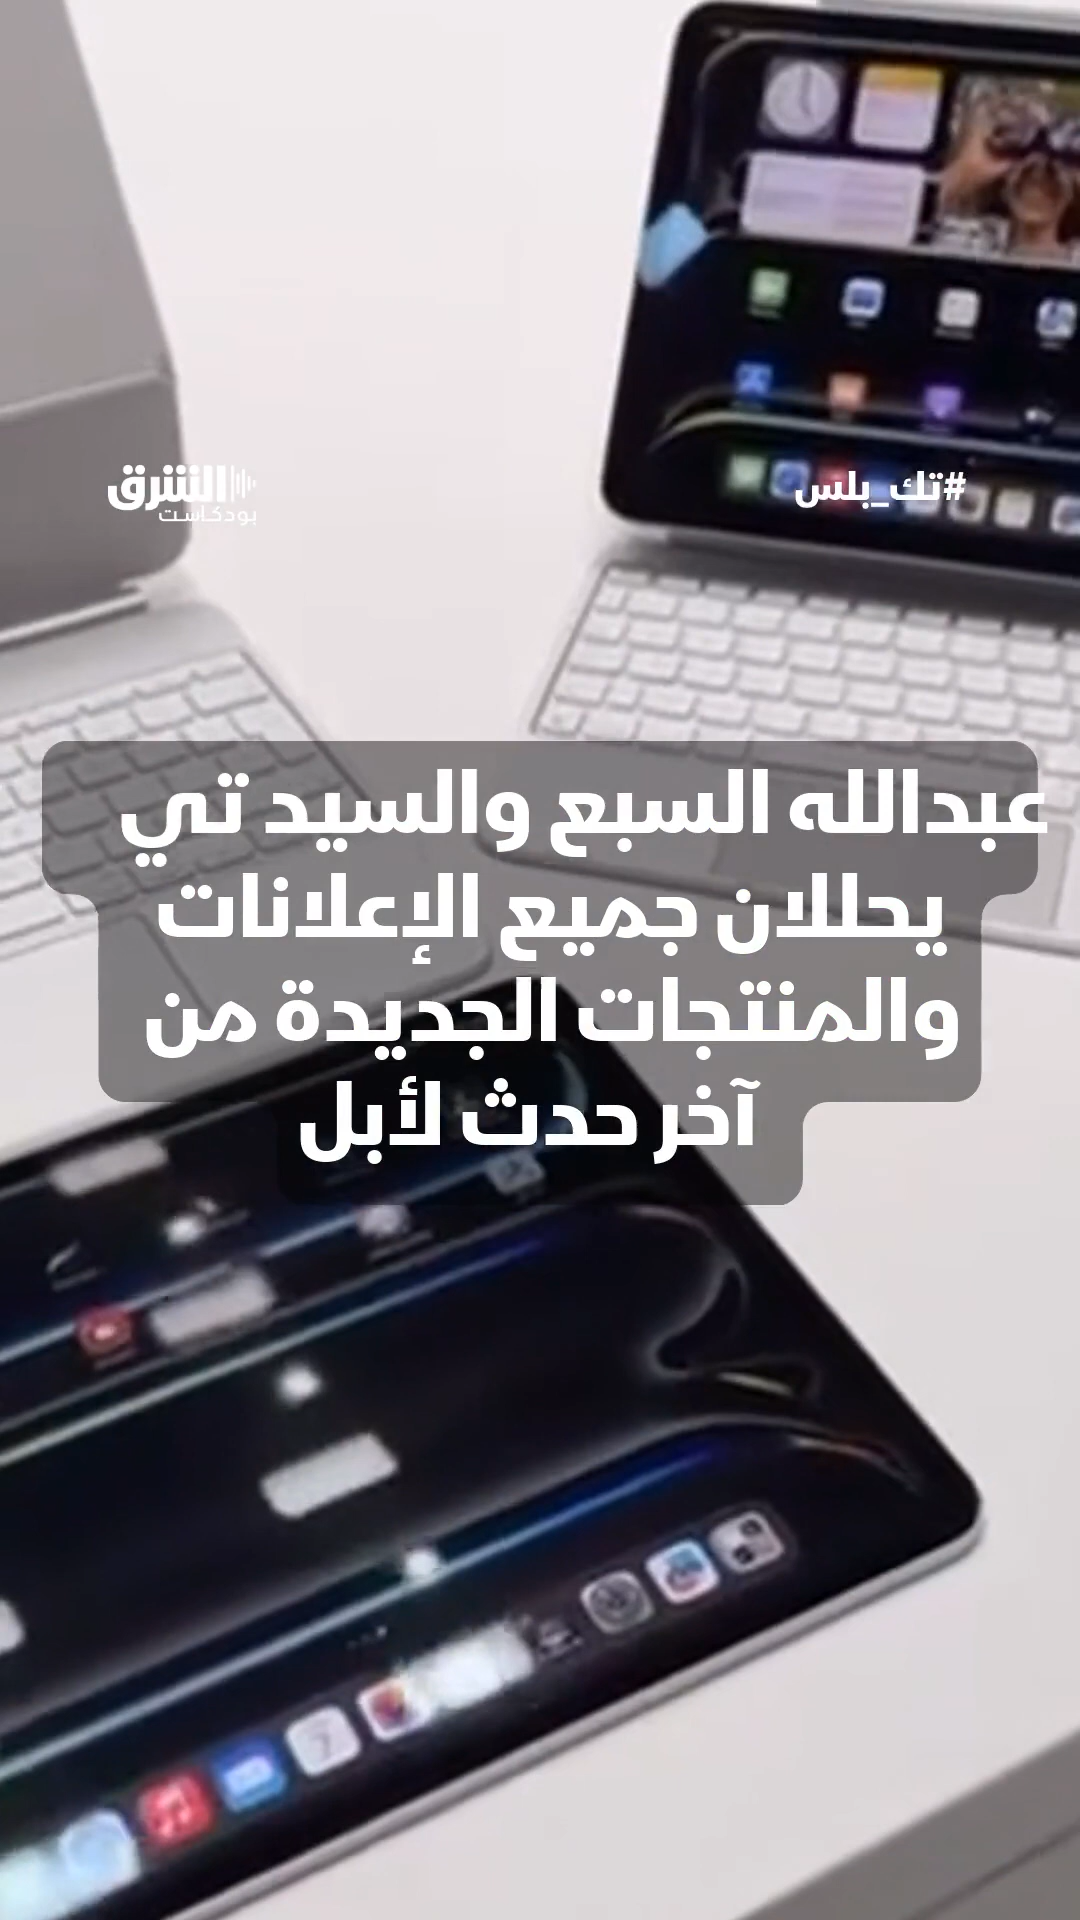 الشرق
بودكاست
#تك_بلس
عبدالله السبع والسيد تي
يحللان جميع الإعلانات
والمنتجات الجديدة من
آخر حدث لأبل